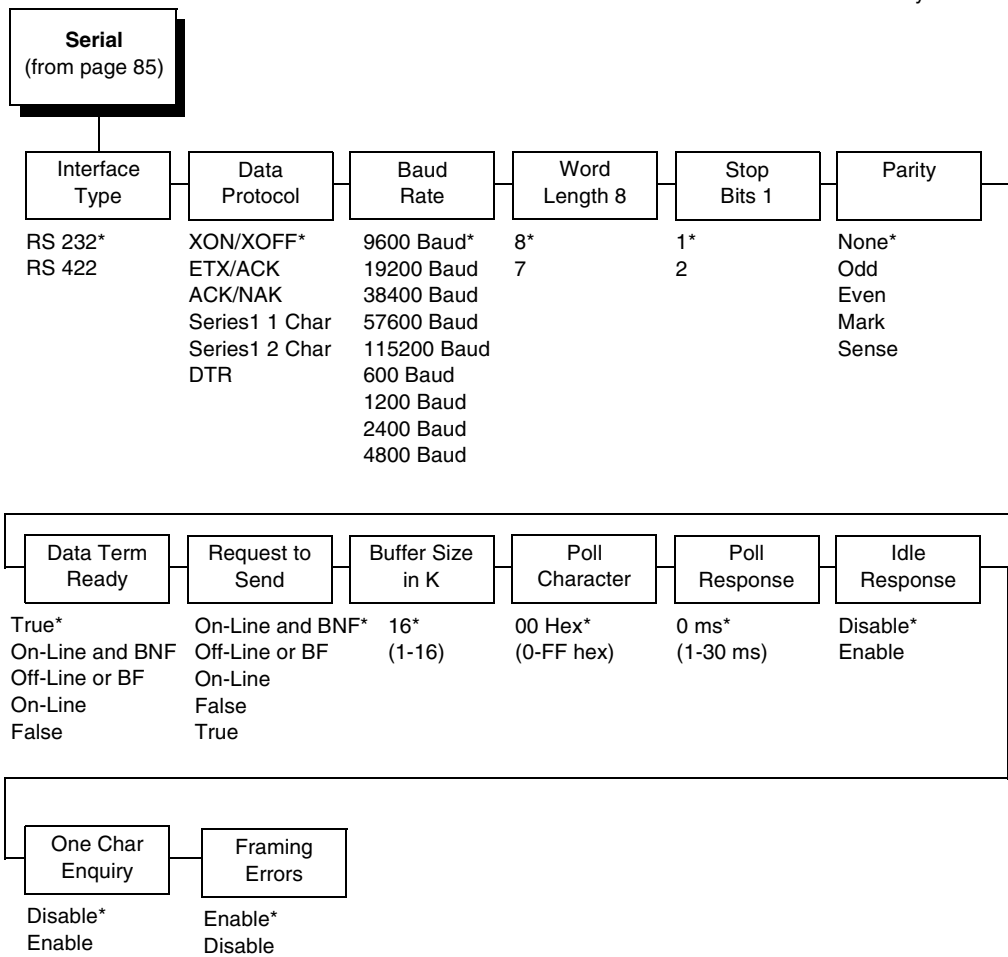 Serial
(from page 85)
Interface
Type
RS 232*
RS 422
Data
Protocol
XON/XOFF*
ETX/ACK
ACK/NAK
Series1 1 Char
Series1 2 Char
DTR
Baud
Rate
9600 Baud*
19200 Baud
38400 Baud
57600 Baud
115200 Baud
600 Baud
1200 Baud
2400 Baud
4800 Baud
Word
Length 8
8*
7
Stop
Bits 1
1*
2
Parity
None*
Odd
Even
Mark
Sense
Data Term
Ready
True*
On-Line and BNF
Off-Line or BF
On-Line
False
Request to
Send
On-Line and BNF*
Off-Line or BF
On-Line
False
True
Buffer Size
in K
16*
(1-16)
Poll
Character
00 Hex*
(0-FF hex)
Poll
Response
0 ms*
(1-30 ms)
Idle
Response
Disable*
Enable
One Char
Enquiry
Disable*
Enable
Framing
Errors
Enable*
Disable